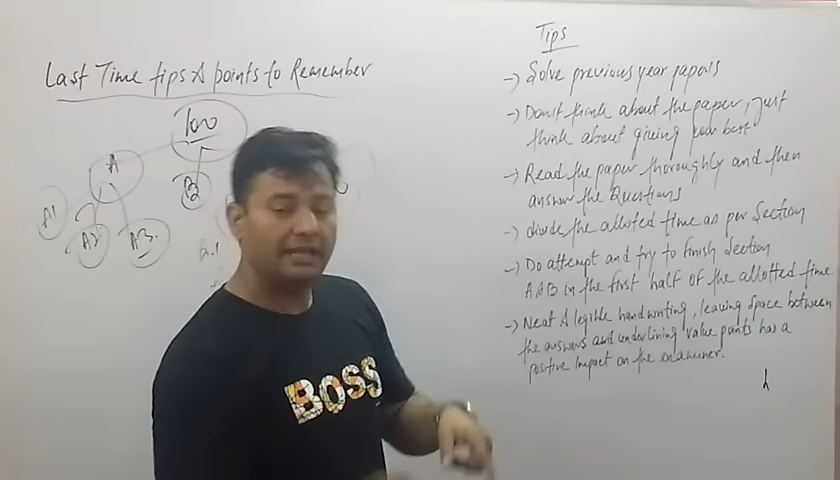 Last Time tips & points to Remember
Too
A
B
A1
A2
A3.
BOSS
Tips
-) Solve previous year papers
-) Don't think about the paper, just
think about giving your best
-) Read the paper thoroughly and then
answer the Questions
-) divide the alloted time as per Section
-) Do attempt and try to finish Section
A&B in the first half of the allotted time.
-) Neat & legible handwriting, leaving space between
the answers and underlining value points has a
positive impact on the examiner.